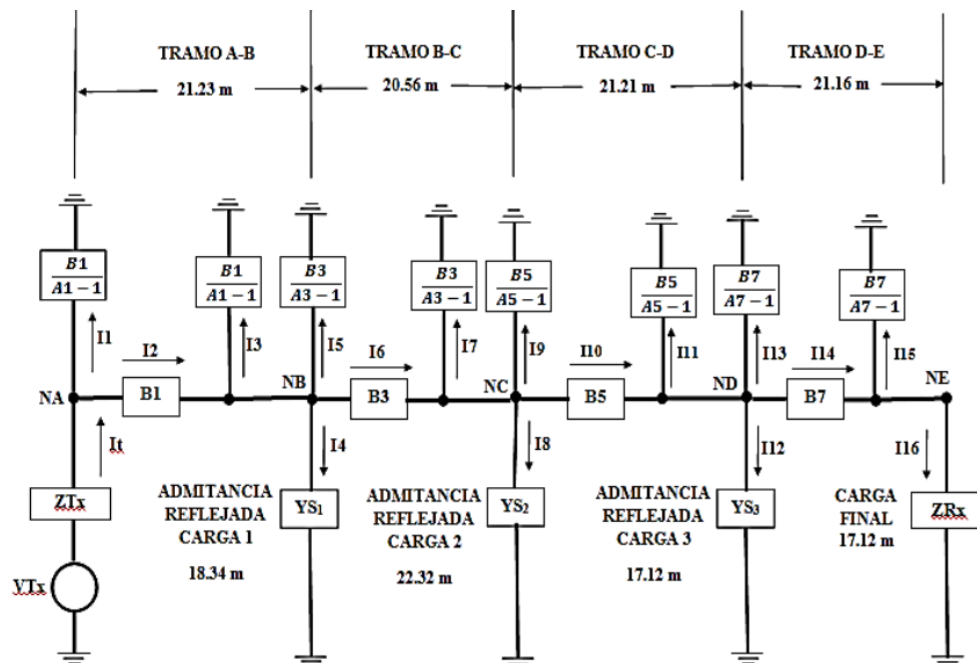 TRAMO A-B
21.23 m
TRAMO B-C
20.56 m
TRAMO C-D
21.21 m
TRAMO D-E
21.16 m
B1
A1 − 1
B1
A1 − 1
B3
A3 − 1
B3
A3 − 1
B5
A5 − 1
B5
A5 − 1
B7
A7 − 1
B7
A7 − 1
I1
I2
I3
I5
I6
I7
I9
I10
I11
I13
I14
I15
NA
B1
NB
B3
NC
B5
ND
B7
NE
It
I4
I8
I12
I16
ZTx
ADMITANCIA
REFLEJADA
CARGA 1
18.34 m
YS1
ADMITANCIA
REFLEJADA
CARGA 2
22.32 m
YS2
ADMITANCIA
REFLEJADA
CARGA 3
17.12 m
YS3
CARGA
FINAL
17.12 m
ZRx
VTx